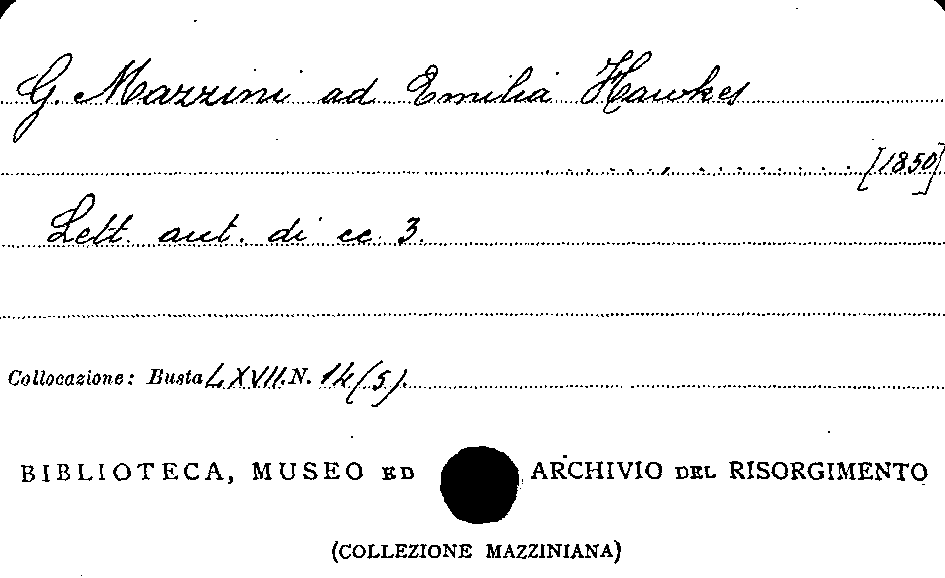 G. Mazzini ad Emilia Hawkes
......, ........ [1850]
Lett. aut. di cc. 3.
Collocazione: Busta LXVII. N. 14(5).
BIBLIOTECA, MUSEO ED ARCHIVIO DEL RISORGIMENTO
(COLLEZIONE MAZZINIANA)